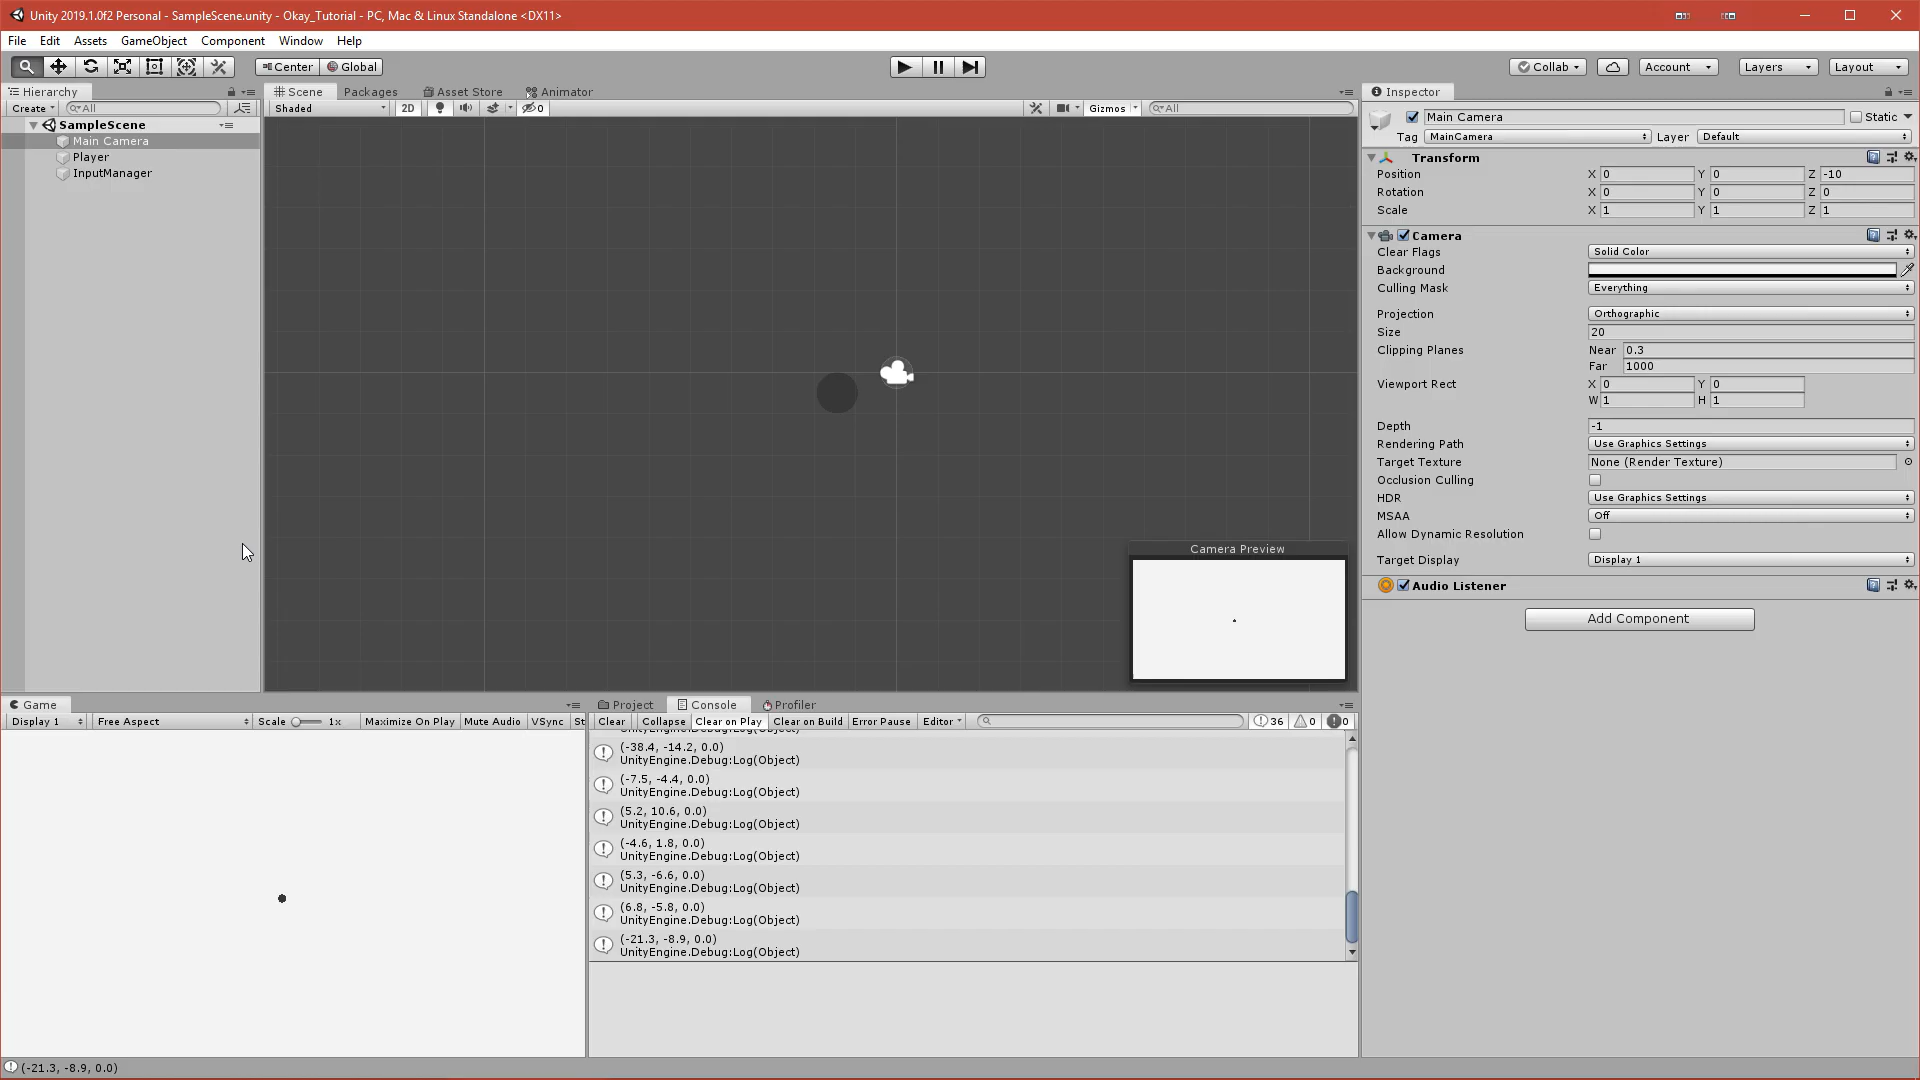 Unity 2019.1.0f2 Personal - SampleScene.unity - Okay_Tutorial - PC, Mac & Linux Standalone <DX11>
File Edit Assets GameObject Component Window Help
Center Global Collab Account Layers Layout
Hierarchy
Create All
SampleScene
Main Camera
Player
InputManager
Scene Packages Asset Store Animator
Shaded 2D 0 Gizmos All
Camera Preview
Inspector
Main Camera Static
Tag MainCamera Layer Default
Transform
Position X 0 Y 0 Z -10
Rotation X 0 Y 0 Z 0
Scale X 1 Y 1 Z 1
Camera
Clear Flags Solid Color
Background
Culling Mask Everything
Projection Orthographic
Size 20
Clipping Planes Near 0.3
Far 1000
Viewport Rect X 0 Y 0
W 1 H 1
Depth -1
Rendering Path Use Graphics Settings
Target Texture None (Render Texture)
Occlusion Culling
HDR Use Graphics Settings
MSAA Off
Allow Dynamic Resolution
Target Display Display 1
Audio Listener
Add Component
Game
Display 1 Free Aspect Scale 1x Maximize On Play Mute Audio VSync St
Project Console Profiler
Clear Collapse Clear on Play Clear on Build Error Pause Editor 36 0 0
UnityEngine.Debug:Log(Object)
(-38.4, -14.2, 0.0)
UnityEngine.Debug:Log(Object)
(-7.5, -4.4, 0.0)
UnityEngine.Debug:Log(Object)
(5.2, 10.6, 0.0)
UnityEngine.Debug:Log(Object)
(-4.6, 1.8, 0.0)
UnityEngine.Debug:Log(Object)
(5.3, -6.6, 0.0)
UnityEngine.Debug:Log(Object)
(6.8, -5.8, 0.0)
UnityEngine.Debug:Log(Object)
(-21.3, -8.9, 0.0)
UnityEngine.Debug:Log(Object)
(-21.3, -8.9, 0.0)